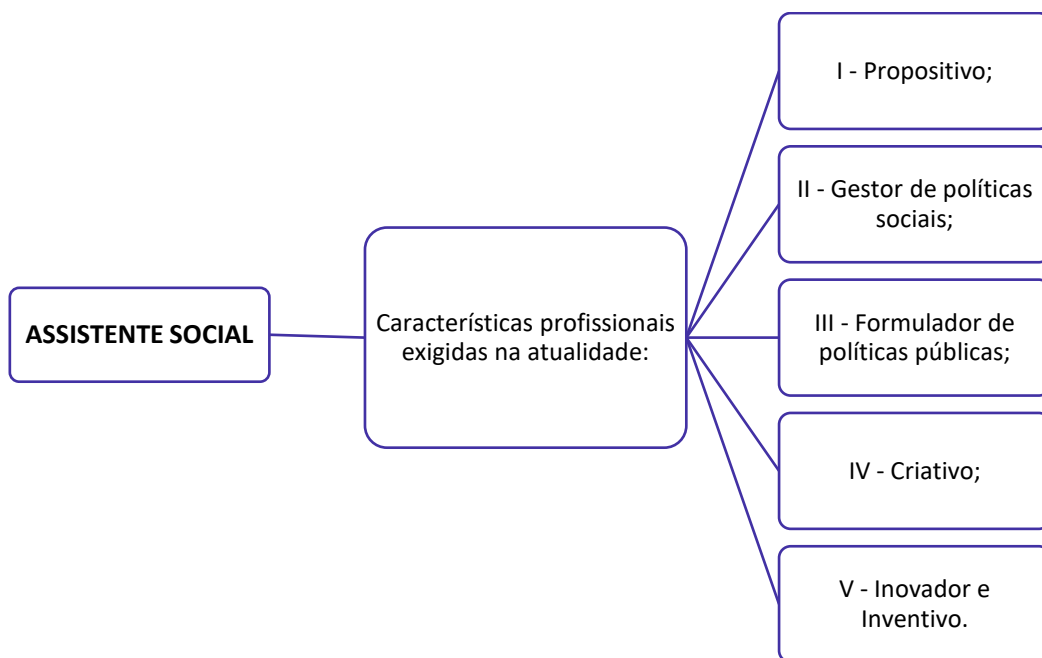 ASSISTENTE SOCIAL
Características profissionais
exigidas na atualidade:
I - Propositivo;
II - Gestor de políticas
sociais;
III - Formulador de
políticas públicas;
IV - Criativo;
V - Inovador e
Inventivo.